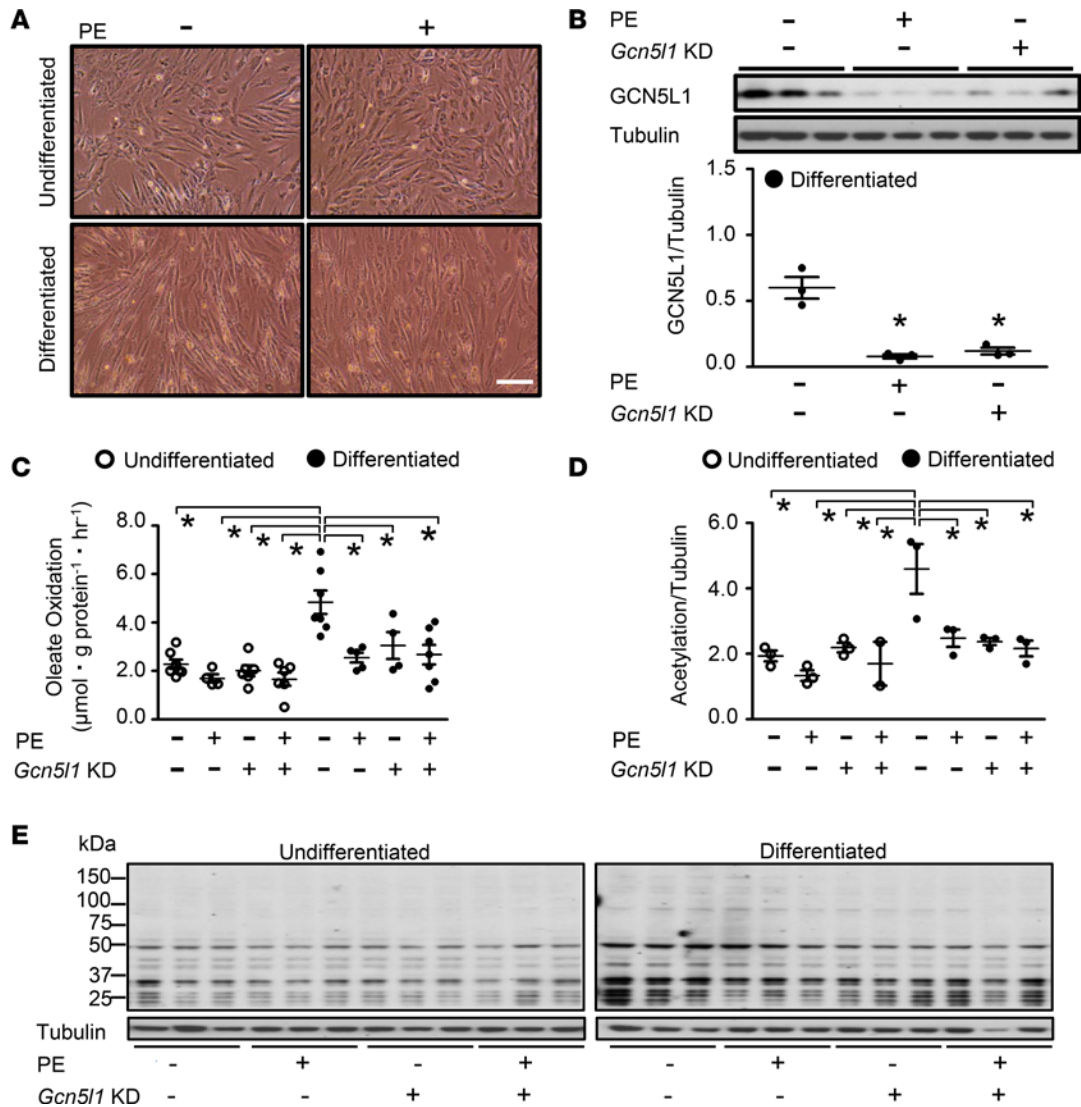 A
PE − +
Undifferentiated
Differentiated
B
PE − + −
Gcn5l1 KD − − +
GCN5L1
Tubulin
● Differentiated
GCN5L1/Tubulin
1.5
1.0
0.5
0.0
* *
PE − + −
Gcn5l1 KD − − +
C
○ Undifferentiated ● Differentiated
* * * * * * *
Oleate Oxidation
(μmol · g protein⁻¹ · hr⁻¹)
8.0
6.0
4.0
2.0
0.0
PE − + − + − + − +
Gcn5l1 KD − − + + − − + +
D
○ Undifferentiated ● Differentiated
* * * * * * *
Acetylation/Tubulin
6.0
4.0
2.0
0.0
PE − + − + − + − +
Gcn5l1 KD − − + + − − + +
E
kDa
Undifferentiated Differentiated
150
100
75
50
37
25
Tubulin
PE - + - + - + - +
Gcn5l1 KD - - + + - - + +